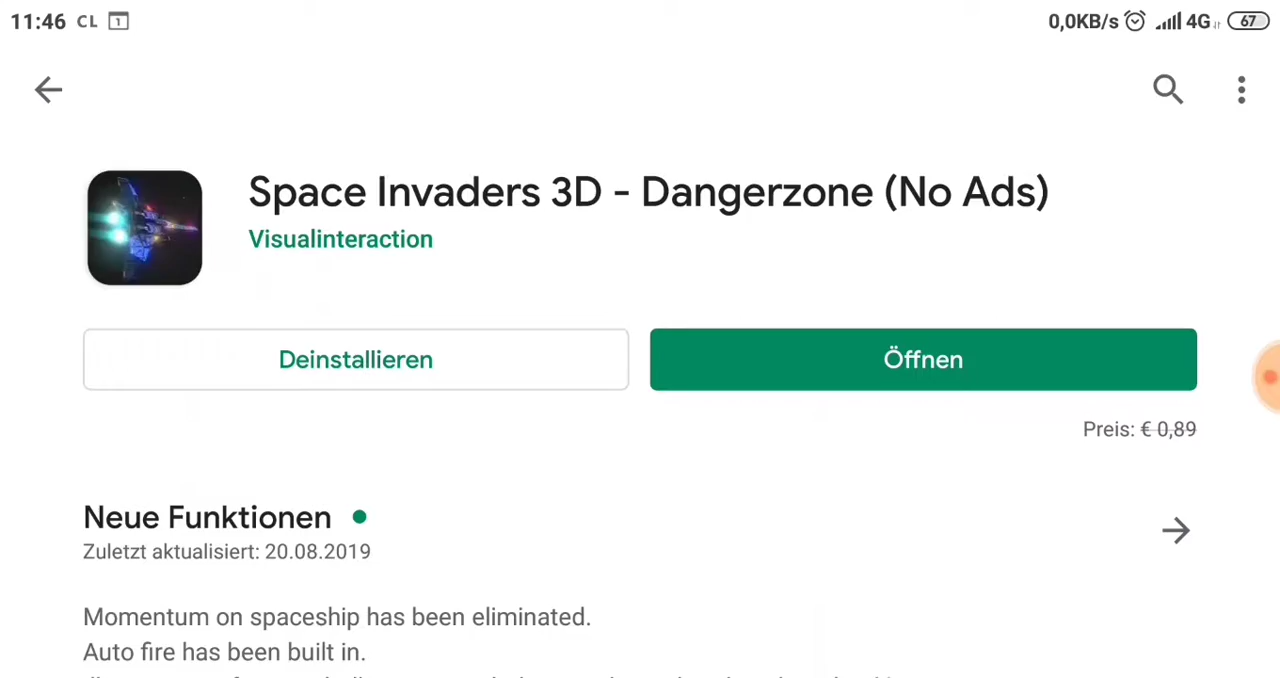 11:46 CL 1 0,0KB/s 4G 67
Space Invaders 3D - Dangerzone (No Ads)
Visualinteraction
Deinstallieren Öffnen
Preis: € 0,89
Neue Funktionen
Zuletzt aktualisiert: 20.08.2019
Momentum on spaceship has been eliminated.
Auto fire has been built in.